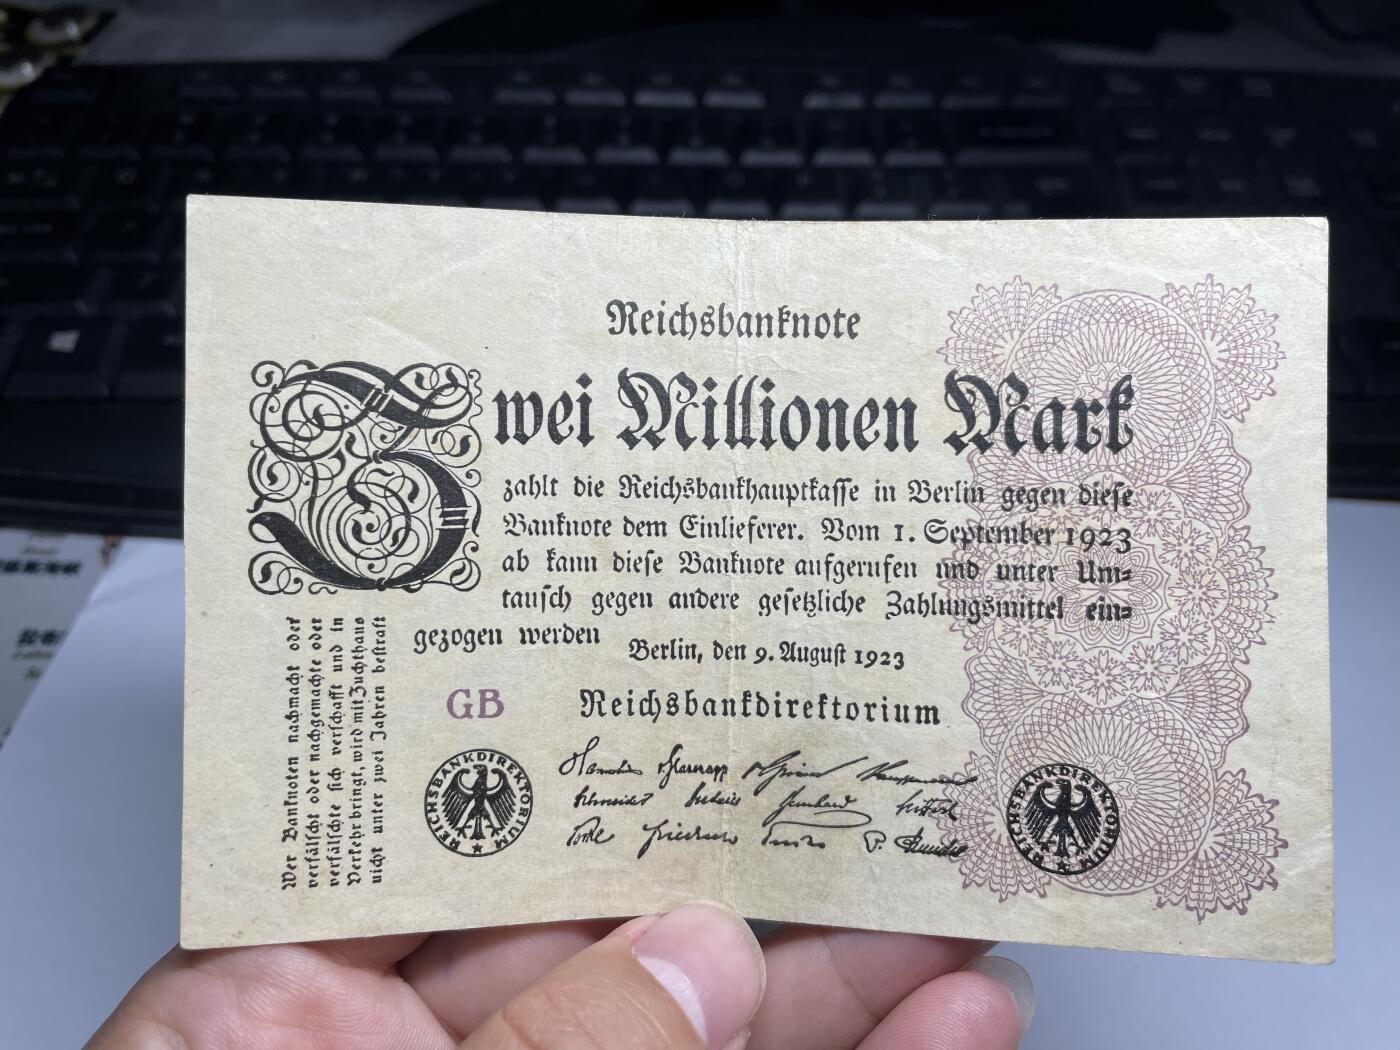 Reichsbanknote
Zwei Millionen Mark
zahlt die Reichsbankhauptkasse in Berlin gegen diese
Banknote dem Einlieferer. Vom 1. September 1923
ab kann diese Banknote aufgerufen und unter Um=
tausch gegen andere gesetzliche Zahlungsmittel ein=
gezogen werden
Berlin, den 9. August 1923
GB
Reichsbankdirektorium
REICHSBANKDIREKTORIUM
REICHSBANKDIREKTORIUM
Wer Banknoten nachmacht oder
verfälscht oder nachgemachte oder
verfälschte sich verschafft und in
Verkehr bringt, wird mit Zuchthaus
nicht unter zwei Jahren bestraft